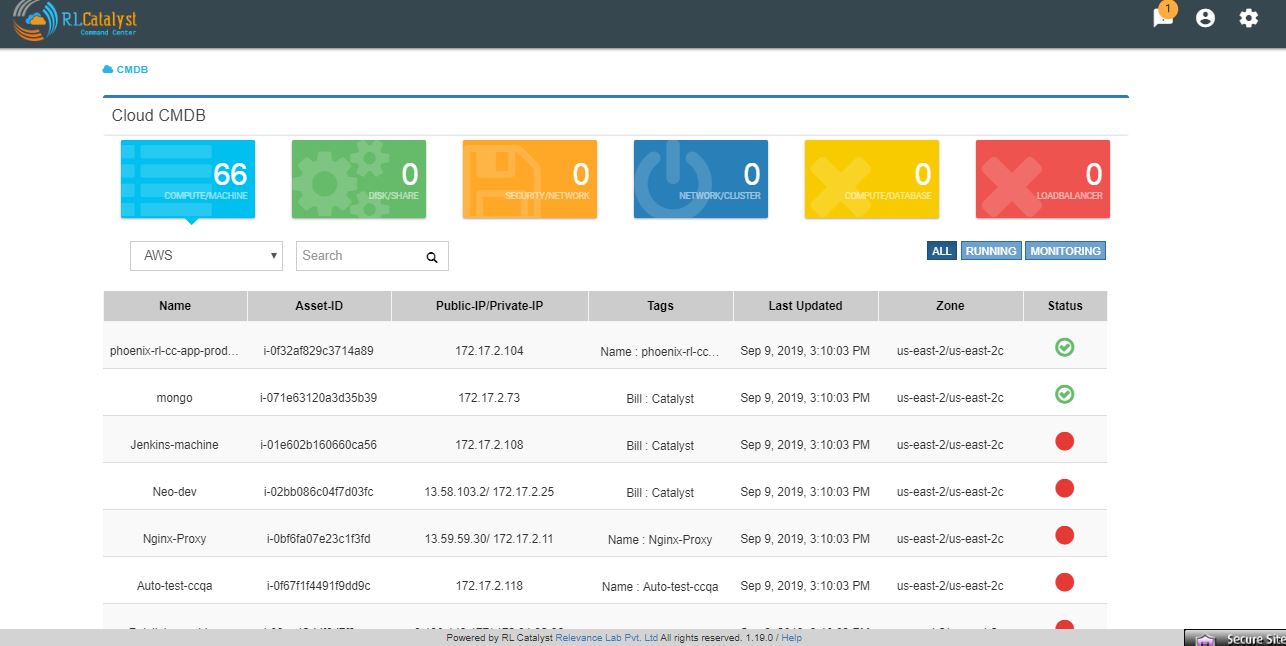 RLCatalyst
Command Center
1
CMDB
Cloud CMDB
66 0 0 0 0 0
COMPUTE/MACHINE DISK/SHARE SECURITY/NETWORK NETWORK/CLUSTER COMPUTE/DATABASE LOADBALANCER
AWS Search ALL RUNNING MONITORING
Name Asset-ID Public-IP/Private-IP Tags Last Updated Zone Status
phoenix-rl-cc-app-prod... i-0f32af829c3714a89 172.17.2.104 Name : phoenix-rl-cc... Sep 9, 2019, 3:10:03 PM us-east-2/us-east-2c
mongo i-071e63120a3d35b39 172.17.2.73 Bill : Catalyst Sep 9, 2019, 3:10:03 PM us-east-2/us-east-2c
Jenkins-machine i-01e602b160660ca56 172.17.2.108 Bill : Catalyst Sep 9, 2019, 3:10:03 PM us-east-2/us-east-2c
Neo-dev i-02bb086c04f7d03fc 13.58.103.2/ 172.17.2.25 Bill : Catalyst Sep 9, 2019, 3:10:03 PM us-east-2/us-east-2c
Nginx-Proxy i-0bf6fa07e23c1f3fd 13.59.59.30/ 172.17.2.11 Name : Nginx-Proxy Sep 9, 2019, 3:10:03 PM us-east-2/us-east-2c
Auto-test-ccqa i-0f67f1f4491f9dd9c 172.17.2.118 Name : Auto-test-ccqa Sep 9, 2019, 3:10:03 PM us-east-2/us-east-2c
Powered by RL Catalyst Relevance Lab Pvt. Ltd All rights reserved. 1.19.0 / Help
Secure Site